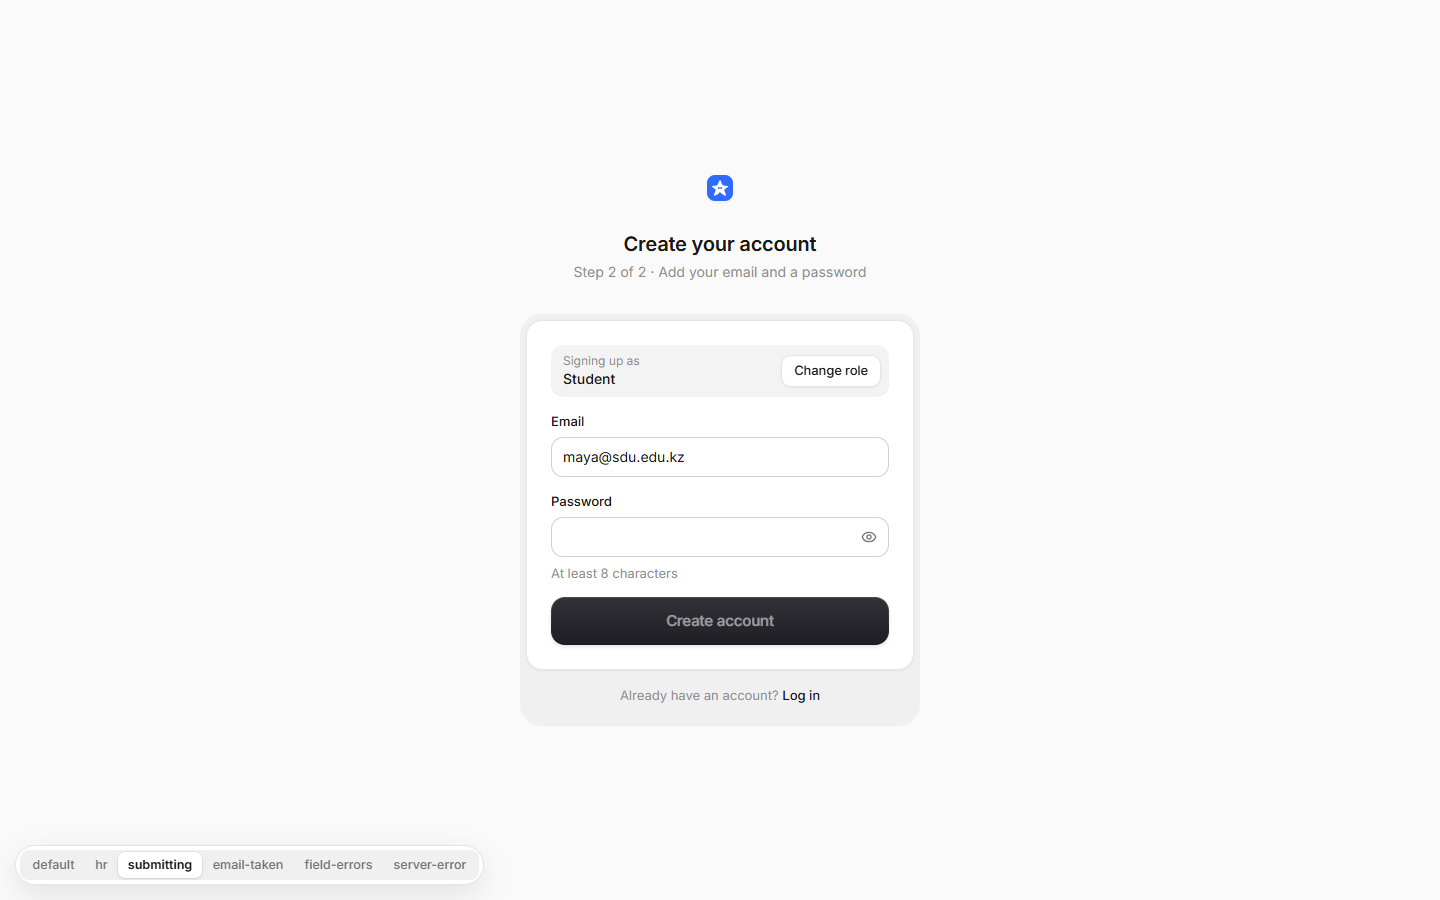 Create your account
Step 2 of 2 · Add your email and a password
Signing up as
Student
Change role
Email
maya@sdu.edu.kz
Password
At least 8 characters
Create account
Already have an account? Log in
default hr submitting email-taken field-errors server-error